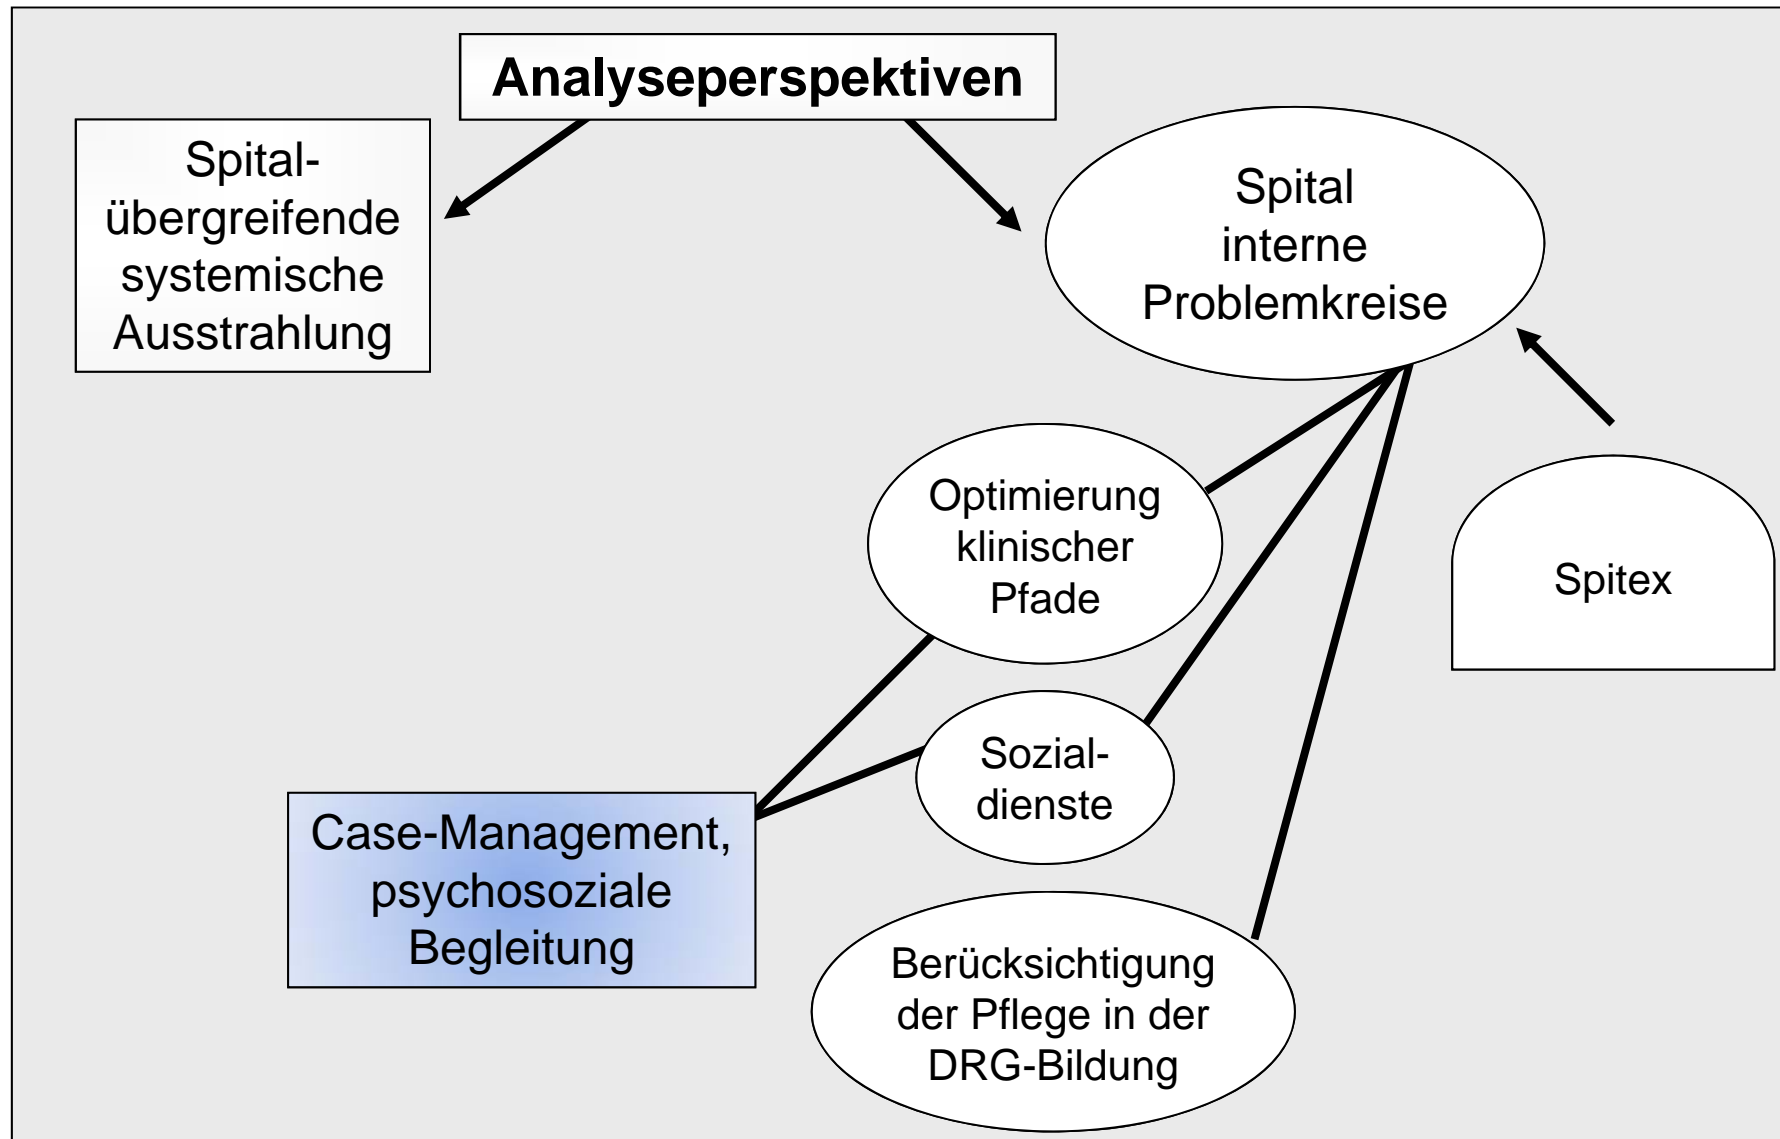 Analyseperspektiven
Spital-
übergreifende
systemische
Ausstrahlung
Spital
interne
Problemkreise
Optimierung
klinischer
Pfade
Spitex
Sozial-
dienste
Case-Management,
psychosoziale
Begleitung
Berücksichtigung
der Pflege in der
DRG-Bildung